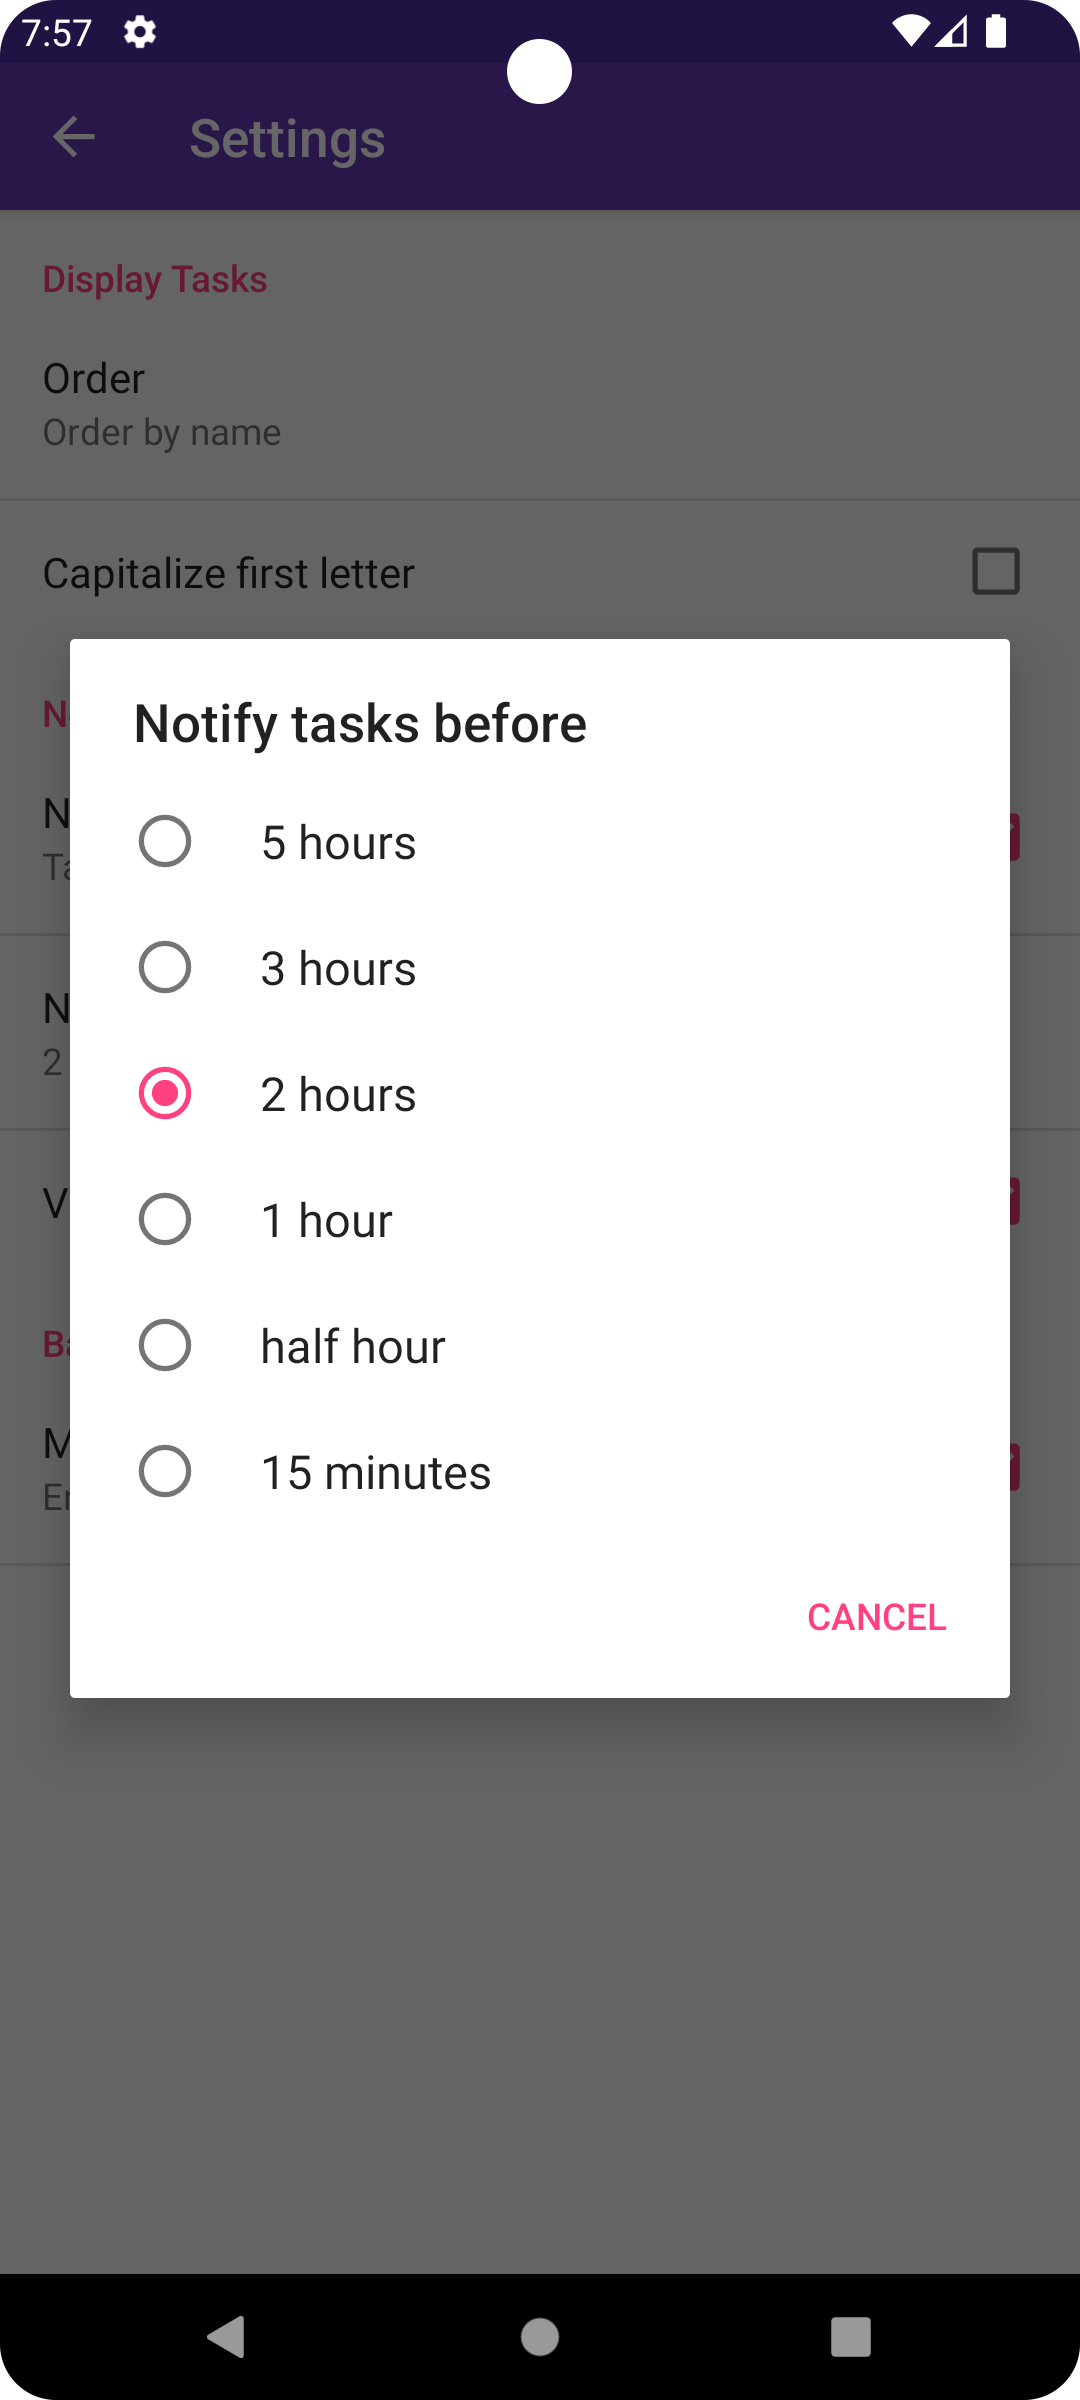 7:57
Settings
Display Tasks
Order
Order by name
Capitalize first letter
Notify tasks before
5 hours
3 hours
2 hours
1 hour
half hour
15 minutes
CANCEL
2